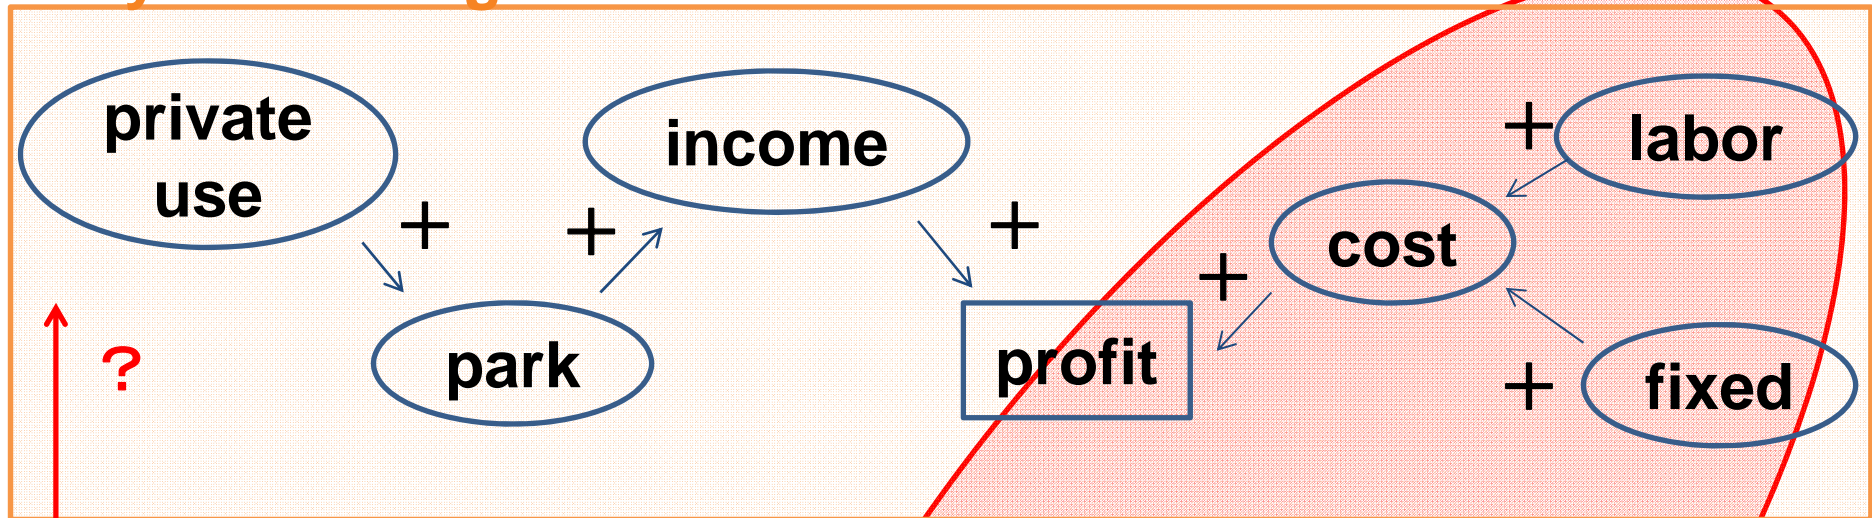 private
use
+
+
income
+
+
labor
cost
+
park
profit
+
fixed
?